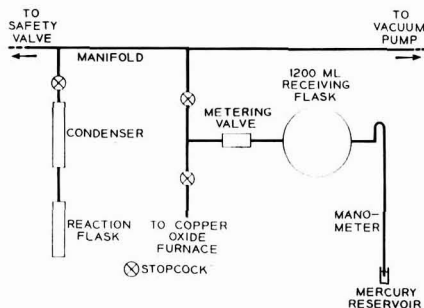 TO
SAFETY
VALVE
TO
VACUUM
PUMP
MANIFOLD
1200 ML
RECEIVING
FLASK
METERING
VALVE
CONDENSER
REACTION
FLASK
TO COPPER
OXIDE
FURNACE
STOPCOCK
MANO-
METER
MERCURY
RESERVOIR